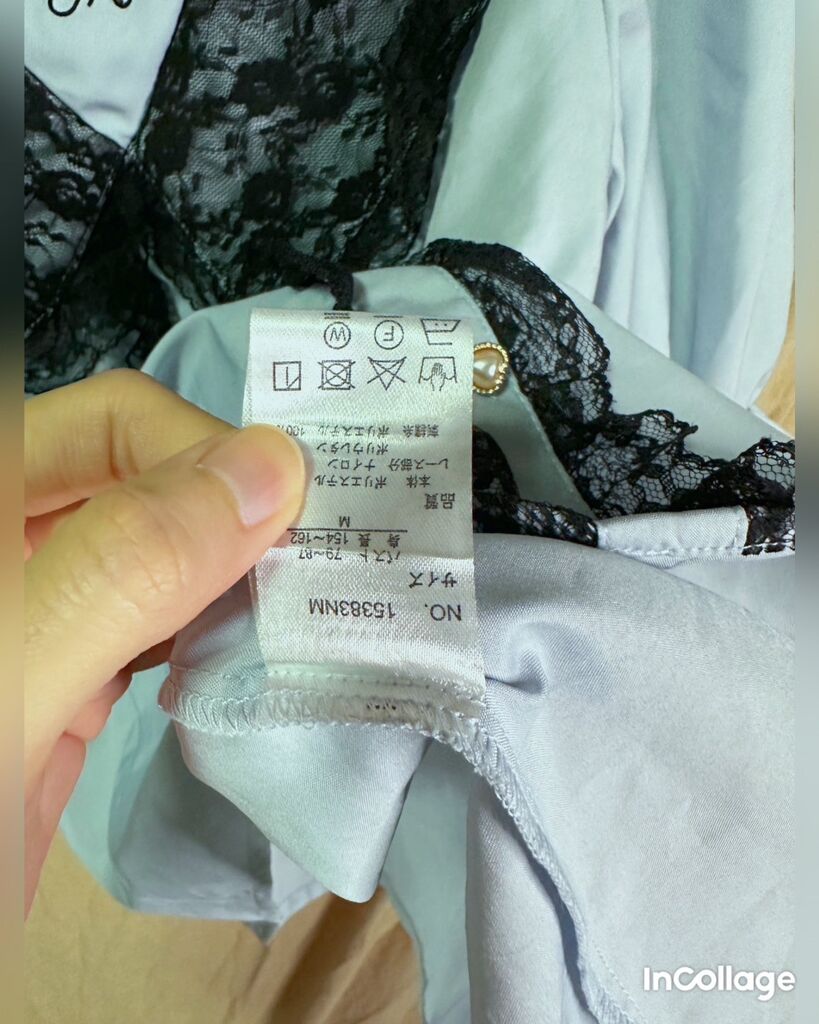 NO. 15383NM
サイズ
バスト 79~87
身長 154~162
M
品質
本体 ポリエステル
レース部分 ナイロン
ポリウレタン
刺繍糸 ポリエステル 100%
W
F
InCollage